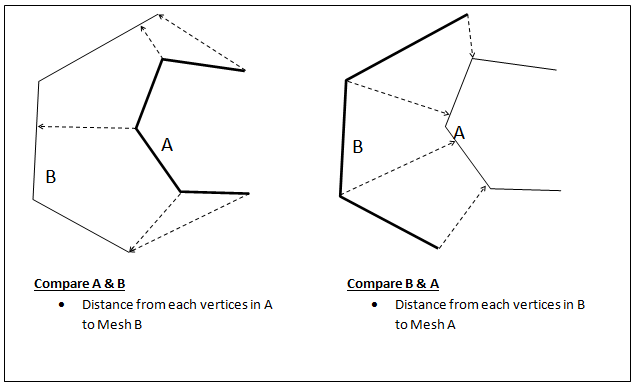 A
B
A
B
Compare A & B
• Distance from each vertices in A
to Mesh B
Compare B & A
• Distance from each vertices in B
to Mesh A